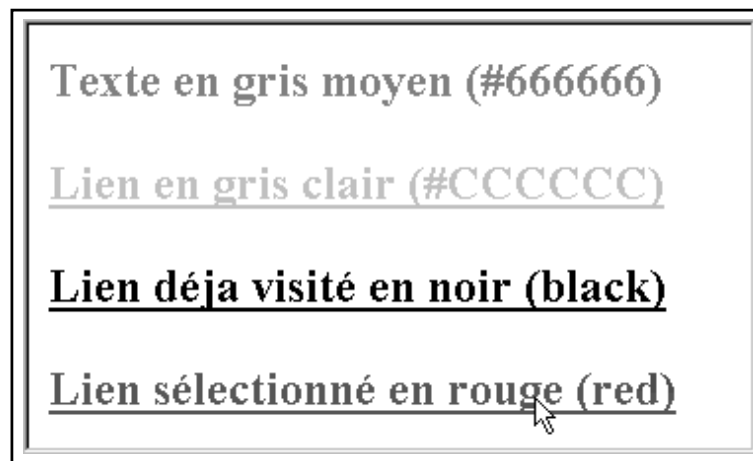 Texte en gris moyen (#666666)
Lien en gris clair (#CCCCCC)
Lien déja visité en noir (black)
Lien sélectionné en rouge (red)